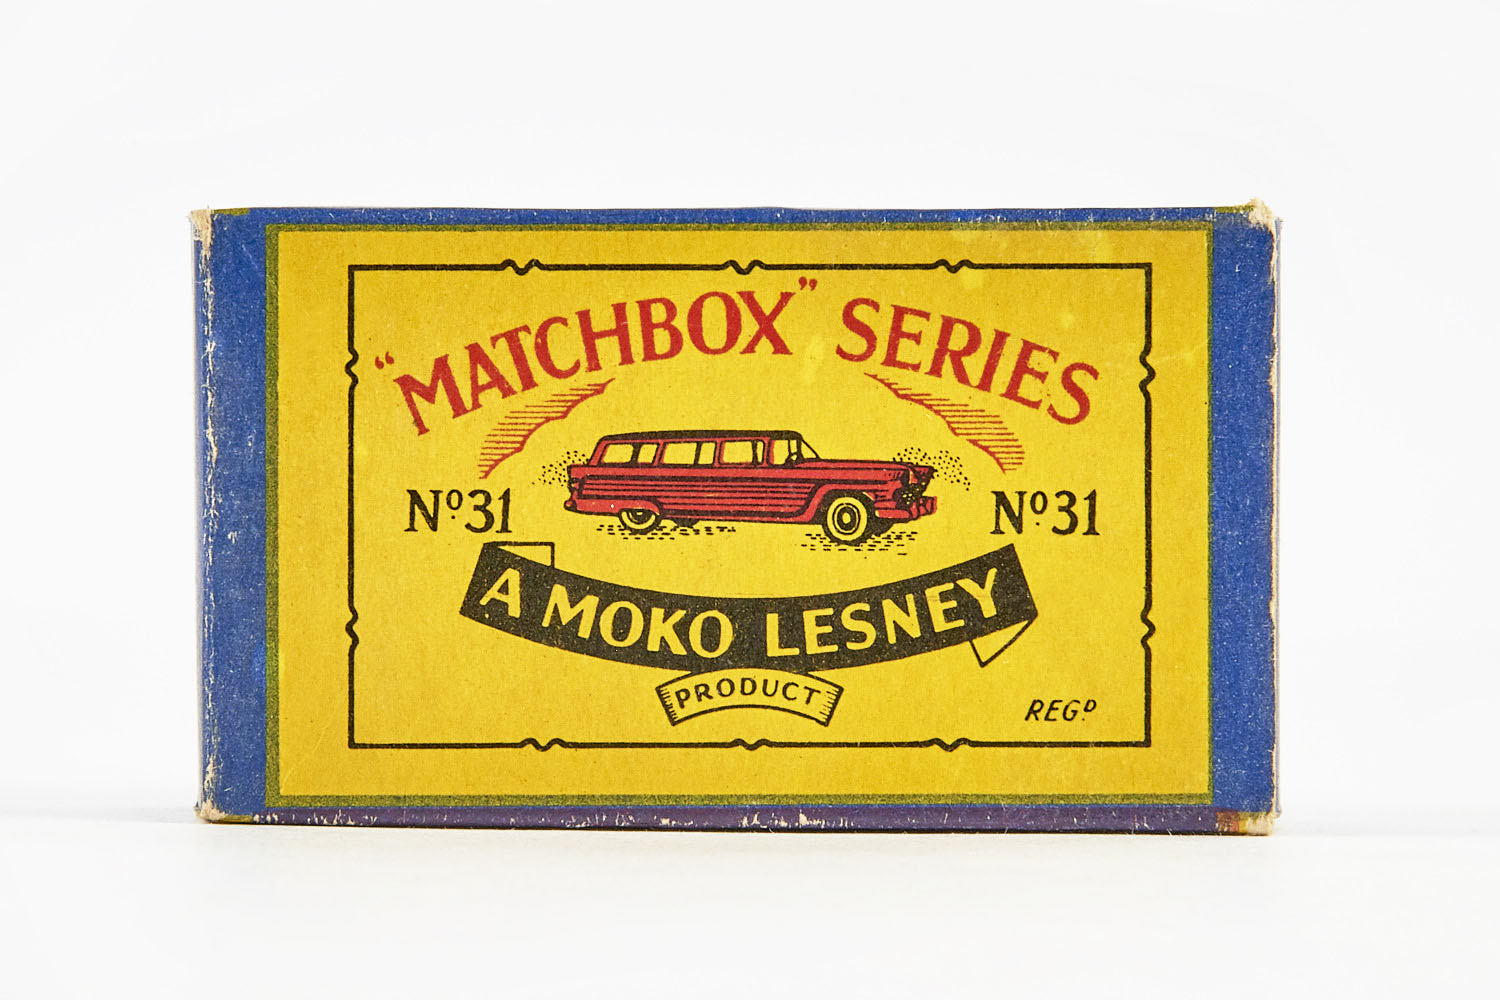 "MATCHBOX" SERIES
Nº31 Nº31
A MOKO LESNEY
PRODUCT
REGD.